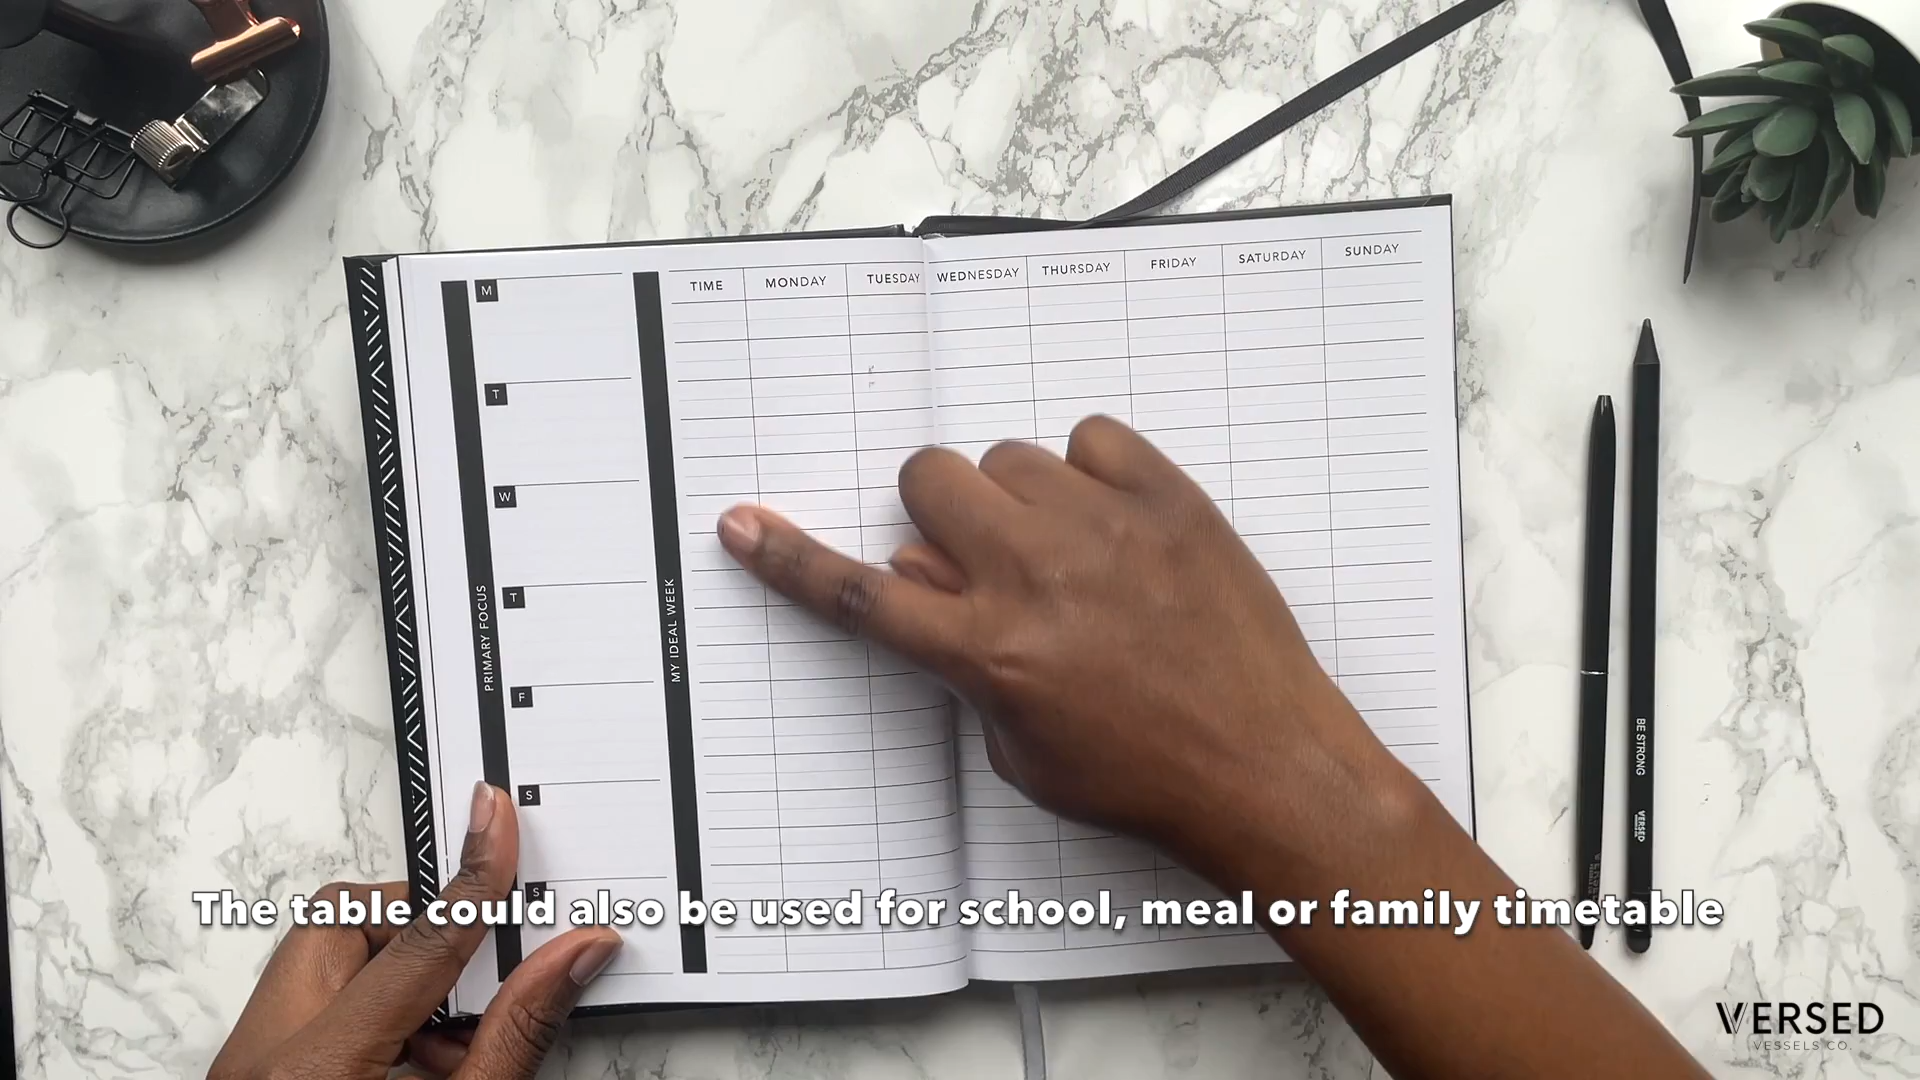 TIME MONDAY TUESDAY WEDNESDAY THURSDAY FRIDAY SATURDAY SUNDAY
M
T
W
T
F
S
S
PRIMARY FOCUS
MY IDEAL WEEK
BE STRONG
VERSED
The table could also be used for school, meal or family timetable
VERSED
VESSELS CO.